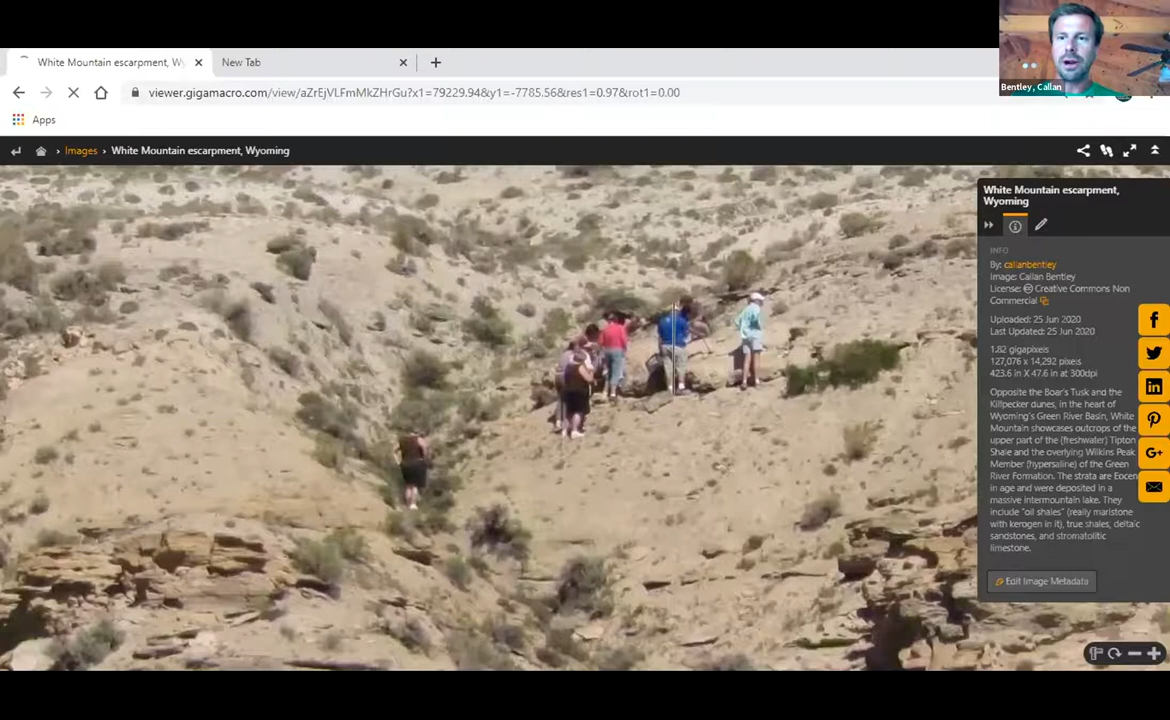 White Mountain escarpment, Wy
New Tab
Bentley, Callan
viewer.gigamacro.com/view/aZrEjVLFmMkZHrGu?x1=79229.94&y1=-7785.56&res1=0.97&rot1=0.00
Apps
› Images › White Mountain escarpment, Wyoming
White Mountain escarpment,
Wyoming
INFO
By: callanbentley
Image: Callan Bentley
License: Creative Commons Non
Commercial
Uploaded: 25 Jun 2020
Last Updated: 25 Jun 2020
1.82 gigapixels
127,076 x 14,292 pixels
423.6 in X 47.6 in at 300dpi
Opposite the Boar's Tusk and the
Killpecker dunes, in the heart of
Wyoming's Green River Basin, White
Mountain showcases outcrops of the
upper part of the (freshwater) Tipton
Shale and the overlying Wilkins Peak
Member (hypersaline) of the Green
River Formation. The strata are Eocen
in age and were deposited in a
massive intermountain lake. They
include "oil shales" (really marlstone
with kerogen in it), true shales, deltaic
sandstones, and stromatolitic
limestone.
Edit Image Metadata